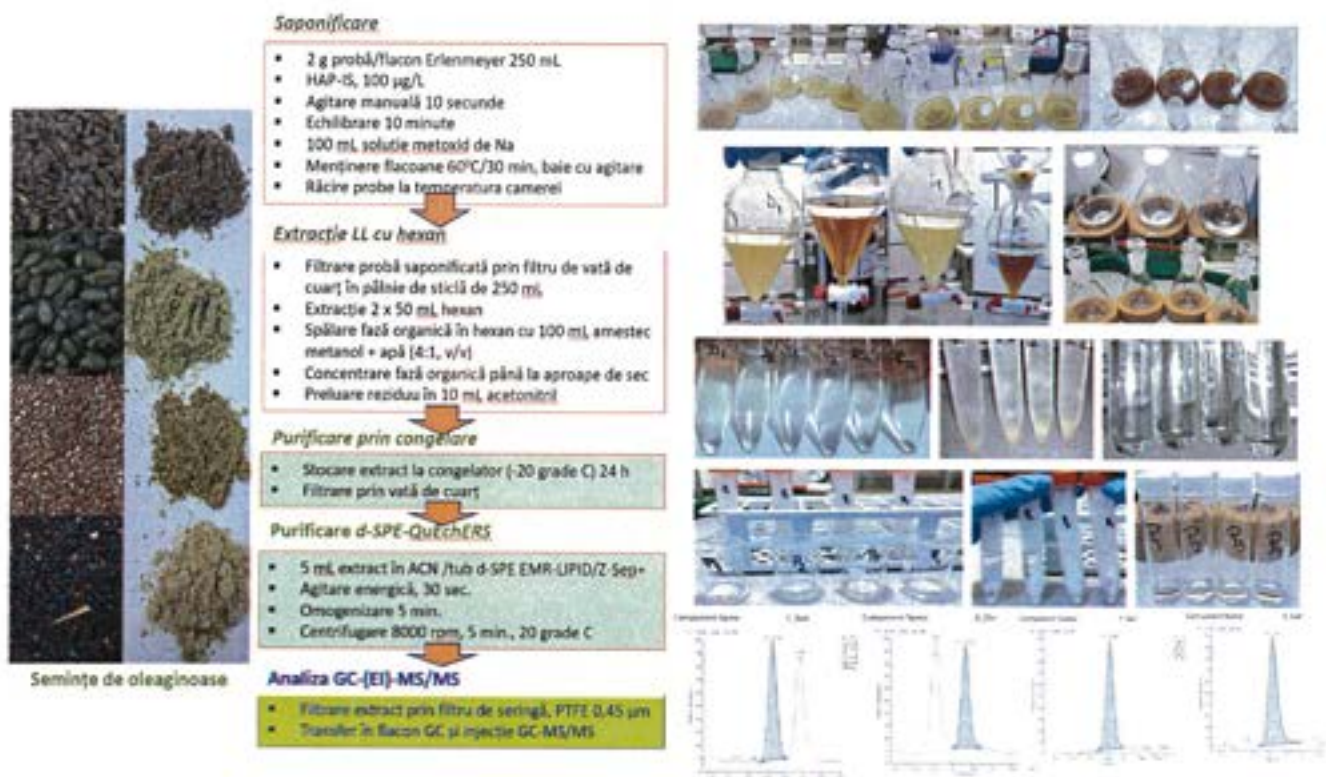 Saponificare
▪ 2 g probă/flacon Erlenmeyer 250 mL
▪ HAP-IS, 100 µg/L
▪ Agitare manuală 10 secunde
▪ Echilibrare 10 minute
▪ 100 mL soluție metoxid de Na
▪ Menținere flacoane 60°C/30 min, baie cu agitare
▪ Răcire probe la temperatura camerei
Extracție LL cu hexan
▪ Filtrare probă saponificată prin filtru de vată de
cuarț în pâlnie de sticlă de 250 mL
▪ Extracție 2 x 50 mL hexan
▪ Spălare fază organică în hexan cu 100 mL amestec
metanol + apă (4:1, v/v)
▪ Concentrare fază organică până la aproape de sec
▪ Preluare reziduu în 10 mL acetonitril
Purificare prin congelare
▪ Stocare extract la congelator (-20 grade C) 24 h
▪ Filtrare prin vată de cuarț
Purificare d-SPE-QuEchERS
▪ 5 mL extract în ACN /tub d-SPE EMR-LIPID/Z-Sep+
▪ Agitare energică, 30 sec.
▪ Omogenizare 5 min.
▪ Centrifugare 8000 rpm, 5 min., 20 grade C
Semințe de oleaginoase
Analiza GC-(EI)-MS/MS
▪ Filtrare extract prin filtru de seringă, PTFE 0,45 µm
▪ Transfer în flacon GC și injecție GC-MS/MS